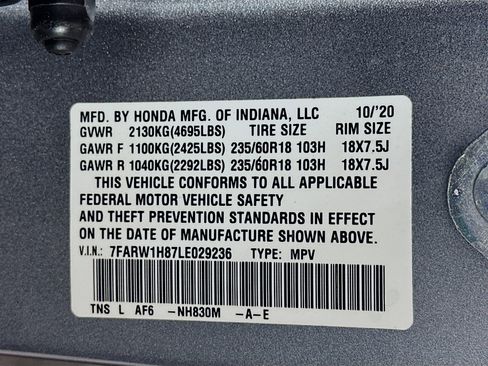 MFD. BY HONDA MFG. OF INDIANA, LLC 10/'20
GVWR 2130KG(4695LBS) TIRE SIZE RIM SIZE
GAWR F 1100KG(2425LBS) 235/60R18 103H 18X7.5J
GAWR R 1040KG(2292LBS) 235/60R18 103H 18X7.5J
THIS VEHICLE CONFORMS TO ALL APPLICABLE
FEDERAL MOTOR VEHICLE SAFETY
AND THEFT PREVENTION STANDARDS IN EFFECT
ON THE DATE OF MANUFACTURE SHOWN ABOVE.
V.I.N.: 7FARW1H87LE029236 TYPE: MPV
TNS L AF6 -NH830M -A-E